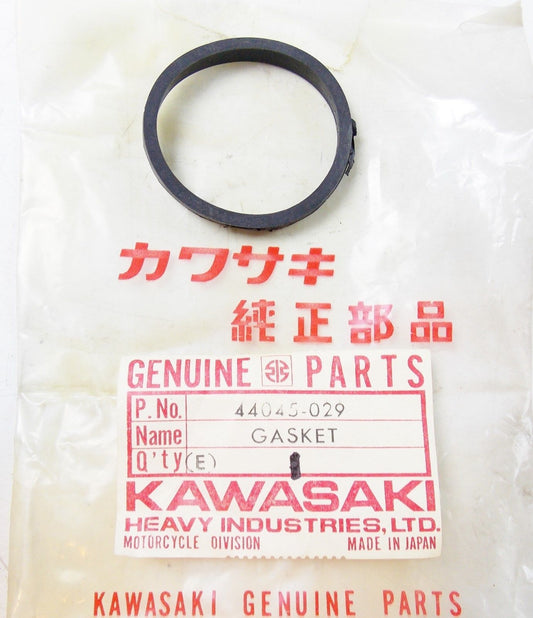 カワサキ
純正部品
GENUINE PARTS
P. No. 44045-029
Name GASKET
Q'ty (E)
KAWASAKI
HEAVY INDUSTRIES, LTD.
MOTORCYCLE DIVISION MADE IN JAPAN
KAWASAKI GENUINE PARTS